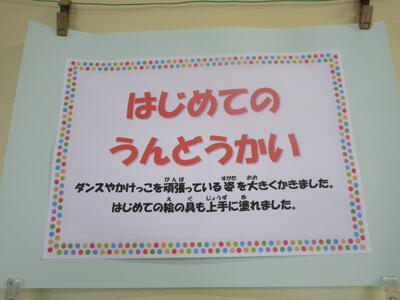 はじめての
うんどうかい
ダンスやかけっこを頑張っている姿を大きくかきました。
はじめての絵の具も上手に塗れました。